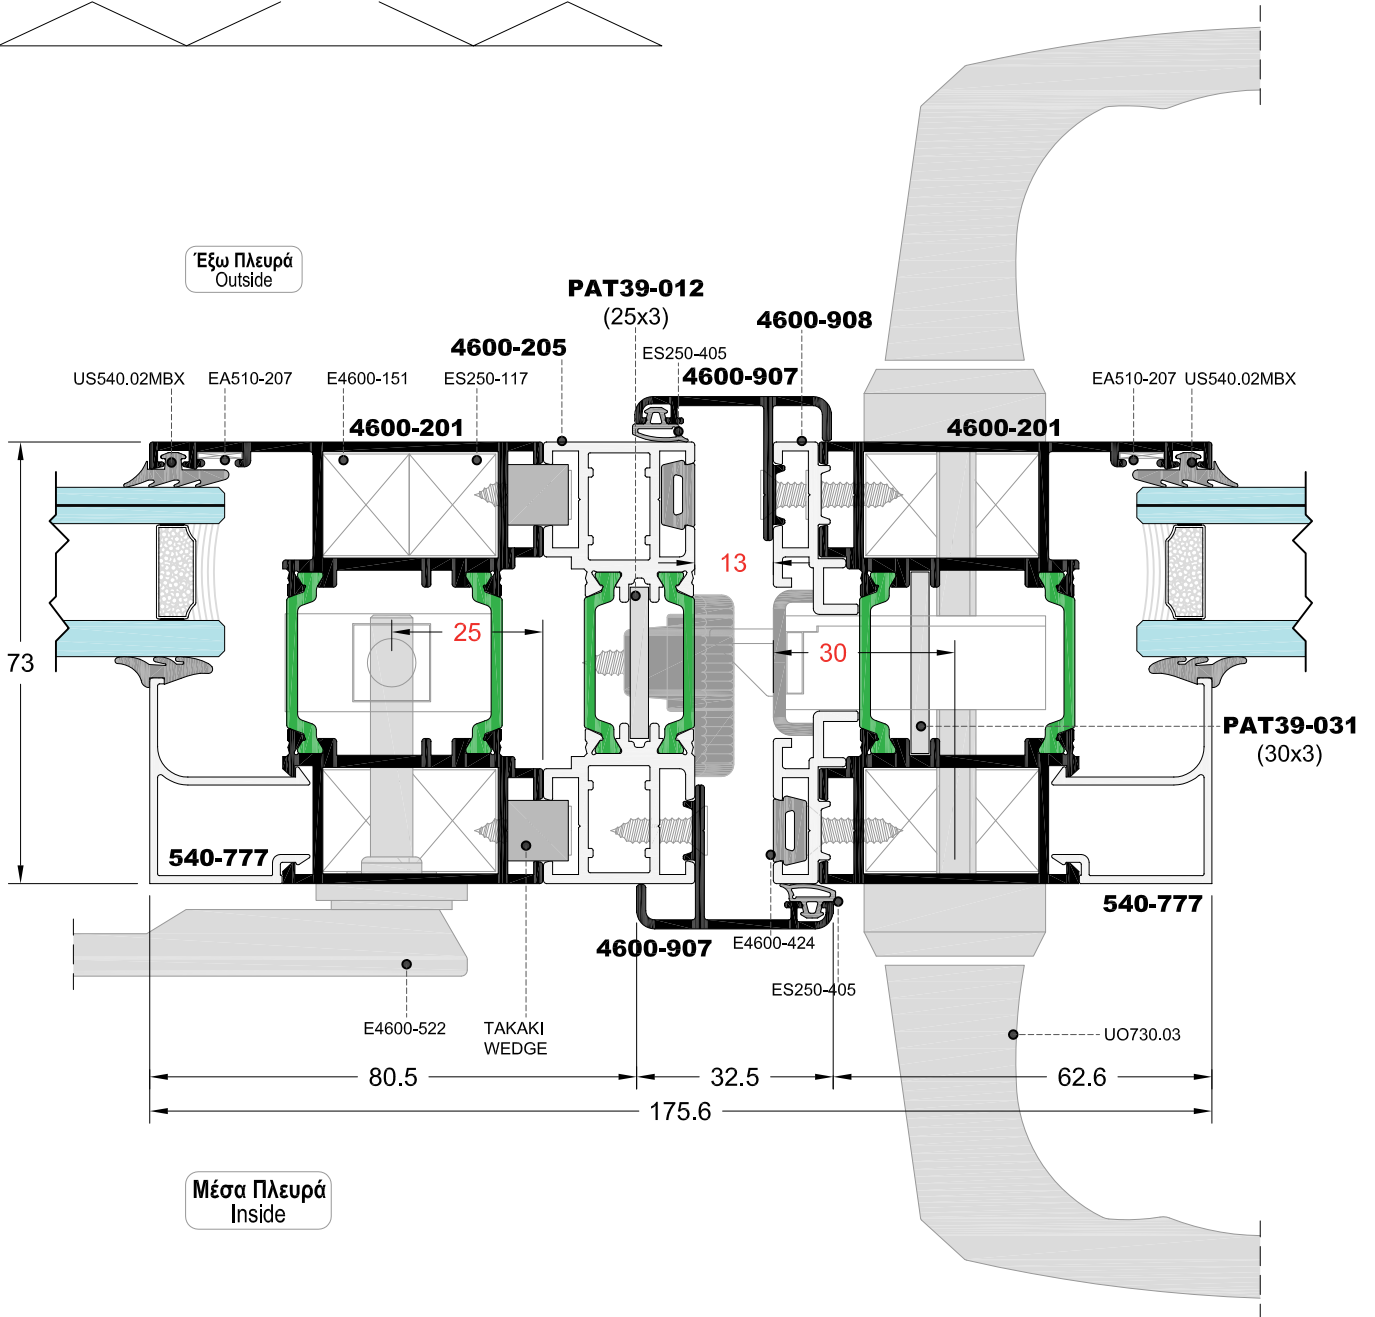 Έξω Πλευρά
Outside
PAT39-012
(25x3)
4600-908
4600-205
ES250-405
4600-907
US540.02MBX
EA510-207
E4600-151
ES250-117
EA510-207
US540.02MBX
4600-201
4600-201
13
25
30
73
PAT39-031
(30x3)
540-777
540-777
4600-907
E4600-424
ES250-405
E4600-522
TAKAKI
WEDGE
UO730.03
80.5
32.5
62.6
175.6
Μέσα Πλευρά
Inside